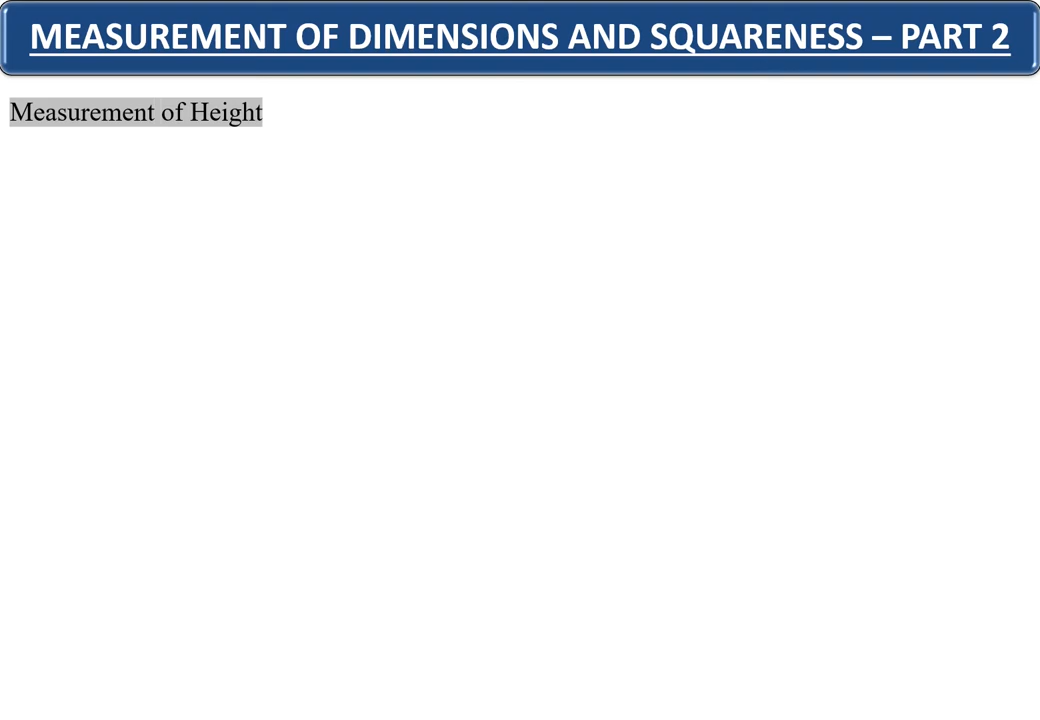 MEASUREMENT OF DIMENSIONS AND SQUARENESS – PART 2
Measurement of Height